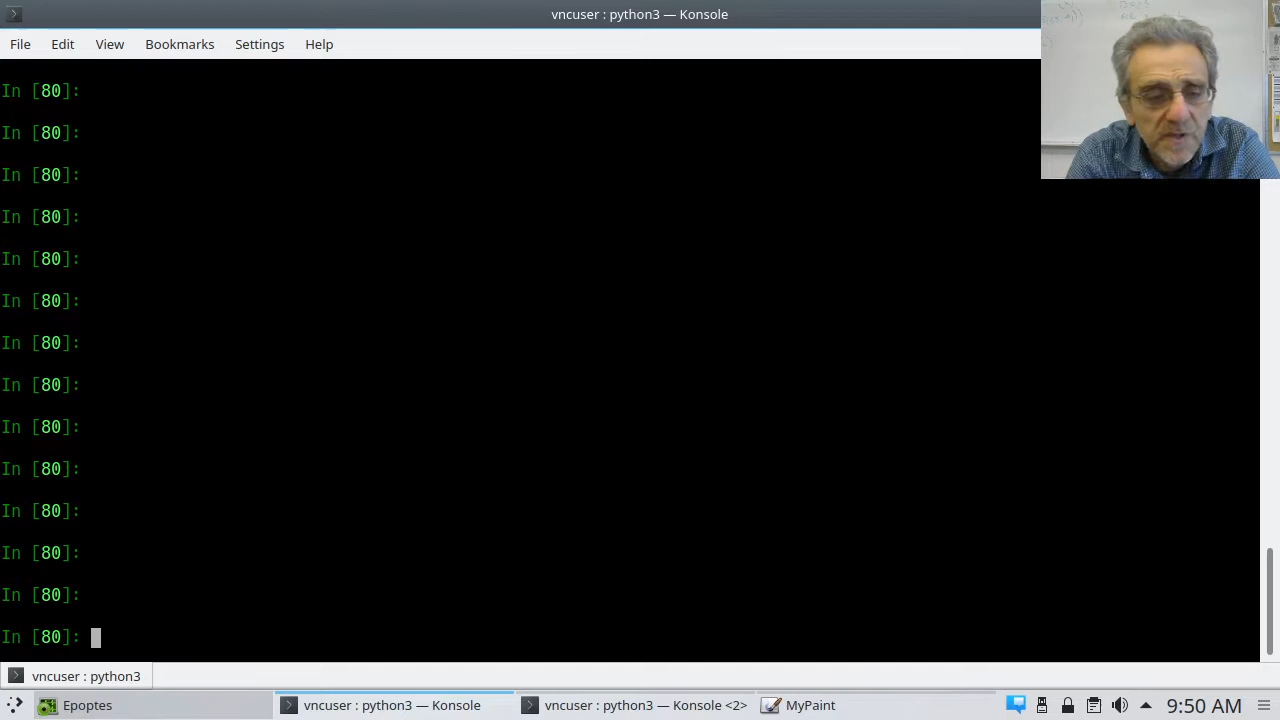 vncuser : python3 — Konsole
File Edit View Bookmarks Settings Help
In [80]:
In [80]:
In [80]:
In [80]:
In [80]:
In [80]:
In [80]:
In [80]:
In [80]:
In [80]:
In [80]:
In [80]:
In [80]:
In [80]:
vncuser : python3
Epoptes vncuser : python3 — Konsole vncuser : python3 — Konsole <2> MyPaint 9:50 AM